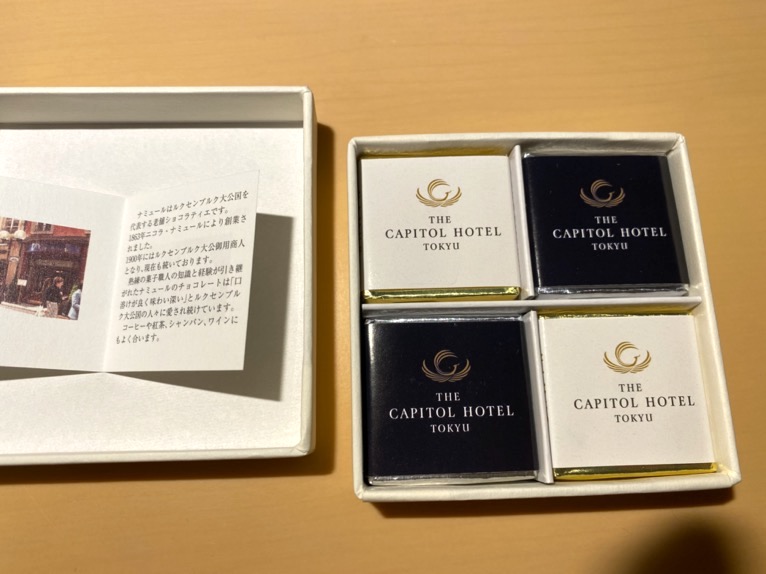 ナミュールはルクセンブルク大公国を
代表する老舗ショコラティエです。
1863年ニコラ・ナミュールにより創業さ
れました。
1900年にはルクセンブルク大公御用商人
となり、現在も続いております。
熟練の菓子職人の知識と経験が引き継
がれたナミュールのチョコレートは「口
溶けが良く味わい深い」とルクセンブル
ク大公国の人々に愛され続けています。
コーヒーや紅茶、シャンパン、ワインに
もよく合います。
THE
CAPITOL HOTEL
TOKYU
THE
CAPITOL HOTEL
TOKYU
THE
CAPITOL HOTEL
TOKYU
THE
CAPITOL HOTEL
TOKYU